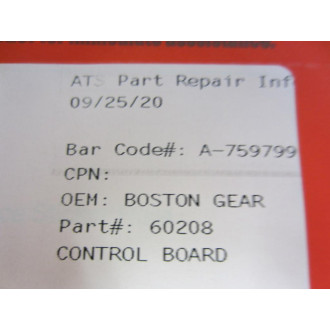 ATS Part Repair Inf
09/25/20
Bar Code#: A-759799
CPN:
OEM: BOSTON GEAR
Part#: 60208
CONTROL BOARD